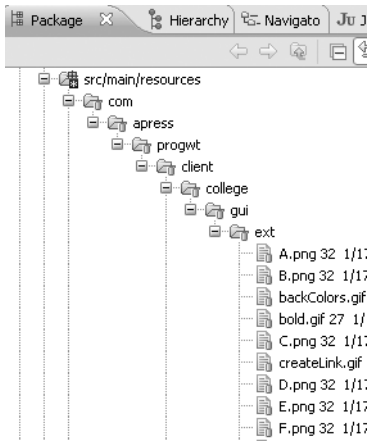 Package Hierarchy Navigato Ju J
src/main/resources
com
apress
progwt
client
college
gui
ext
A.png 32 1/17
B.png 32 1/17
backColors.gif
bold.gif 27 1/
C.png 32 1/17
createLink.gif
D.png 32 1/17
E.png 32 1/17
F.png 32 1/17